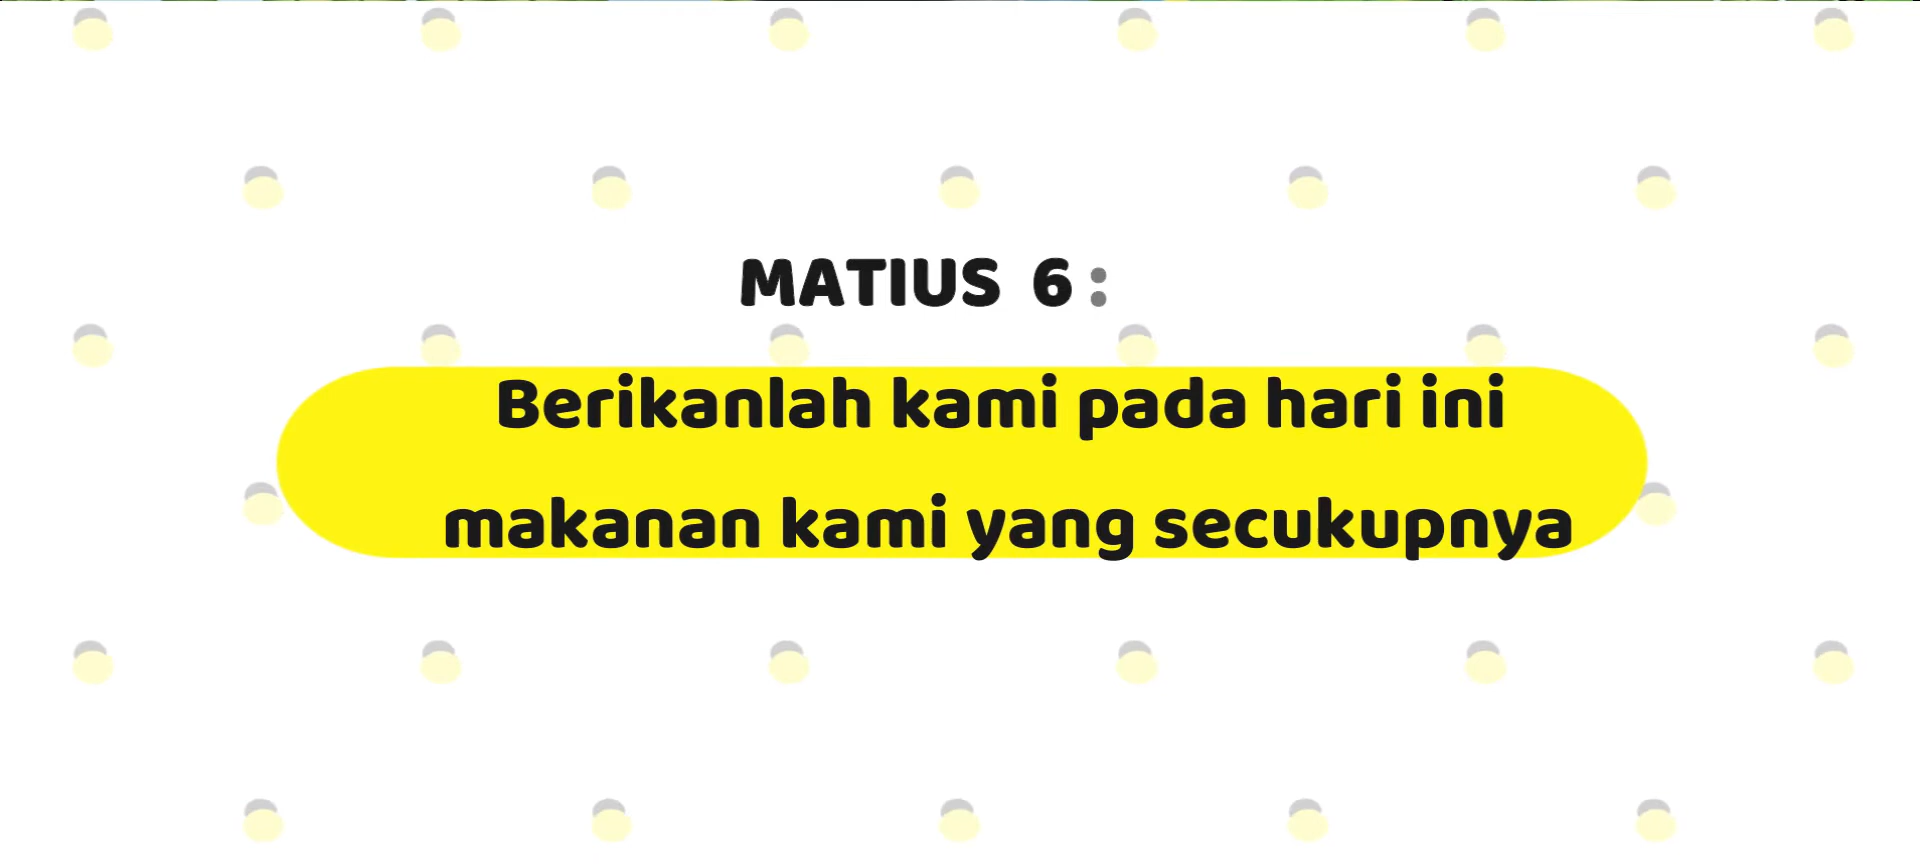 MATIUS 6 :
Berikanlah kami pada hari ini
makanan kami yang secukupnya